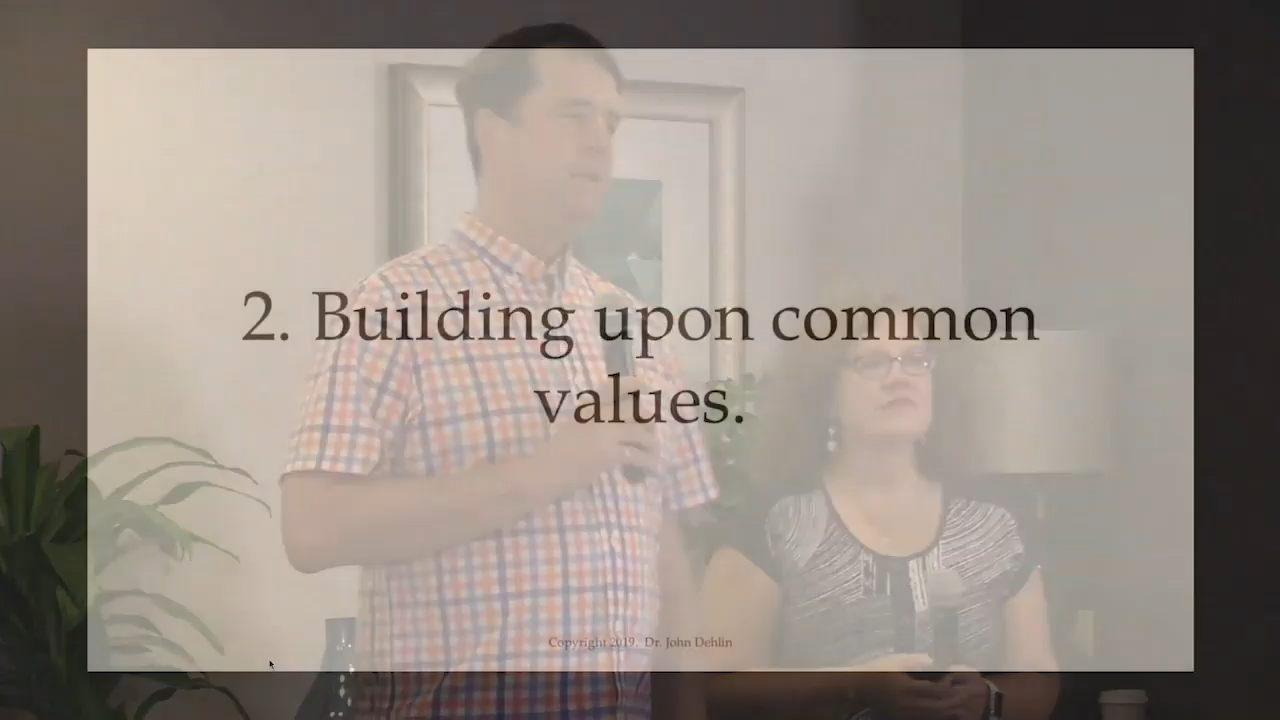 2. Building upon common
values.
Copyright 2019, Dr. John Dehlin